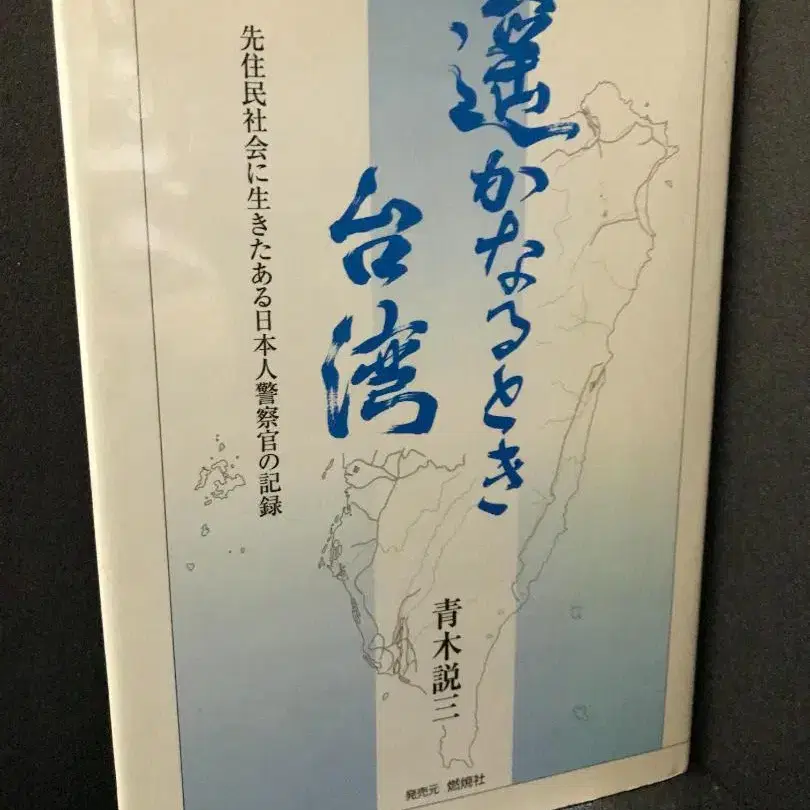 遥かなるとき
台湾
先住民社会に生きたある日本人警察官の記録
青木説三
発売元 燃焼社